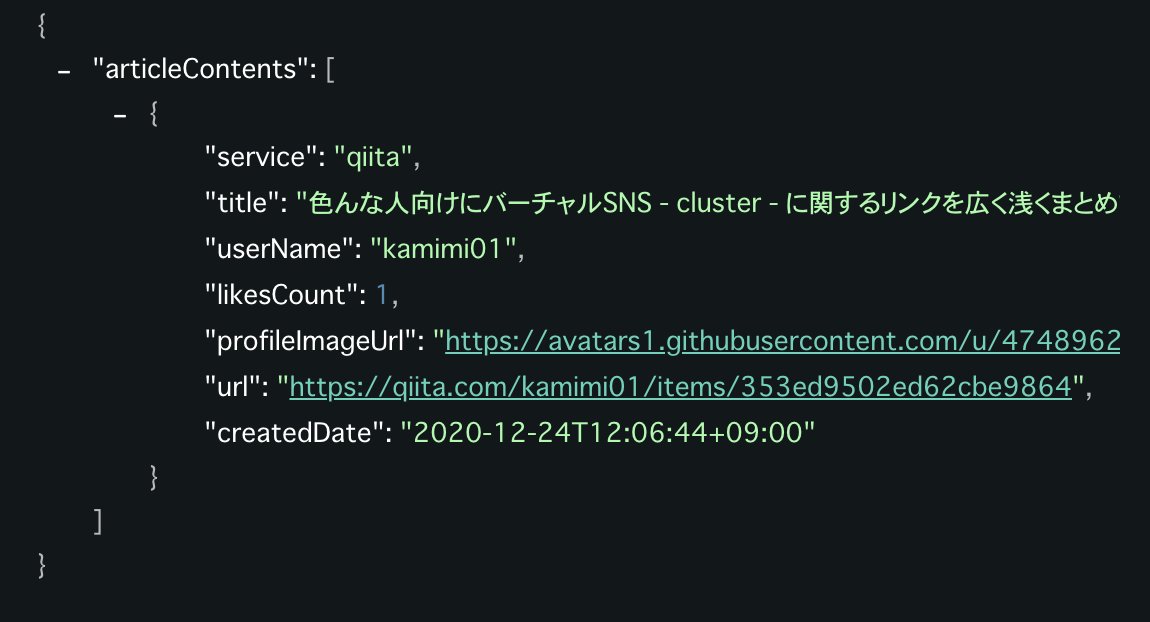 {
- "articleContents": [
- {
"service": "qiita",
"title": "色んな人向けにバーチャルSNS - cluster - に関するリンクを広く浅くまとめ
"userName": "kamimi01",
"likesCount": 1,
"profileImageUrl": "https://avatars1.githubusercontent.com/u/4748962
"url": "https://qiita.com/kamimi01/items/353ed9502ed62cbe9864",
"createdDate": "2020-12-24T12:06:44+09:00"
}
]
}